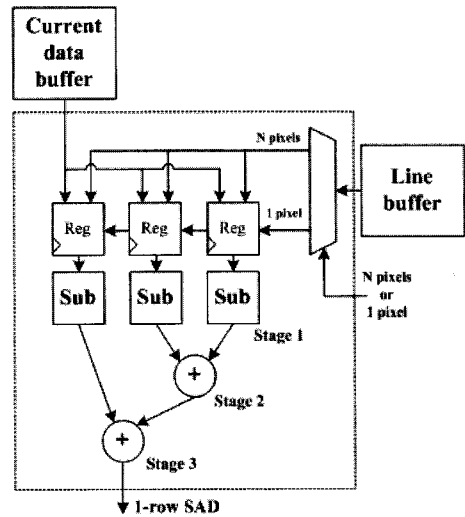 Current
data
buffer
N pixels
Line
buffer
Reg
Reg
Reg
1 pixel
Sub
Sub
Sub
N pixels
or
1 pixel
Stage 1
+
Stage 2
+
Stage 3
1-row SAD